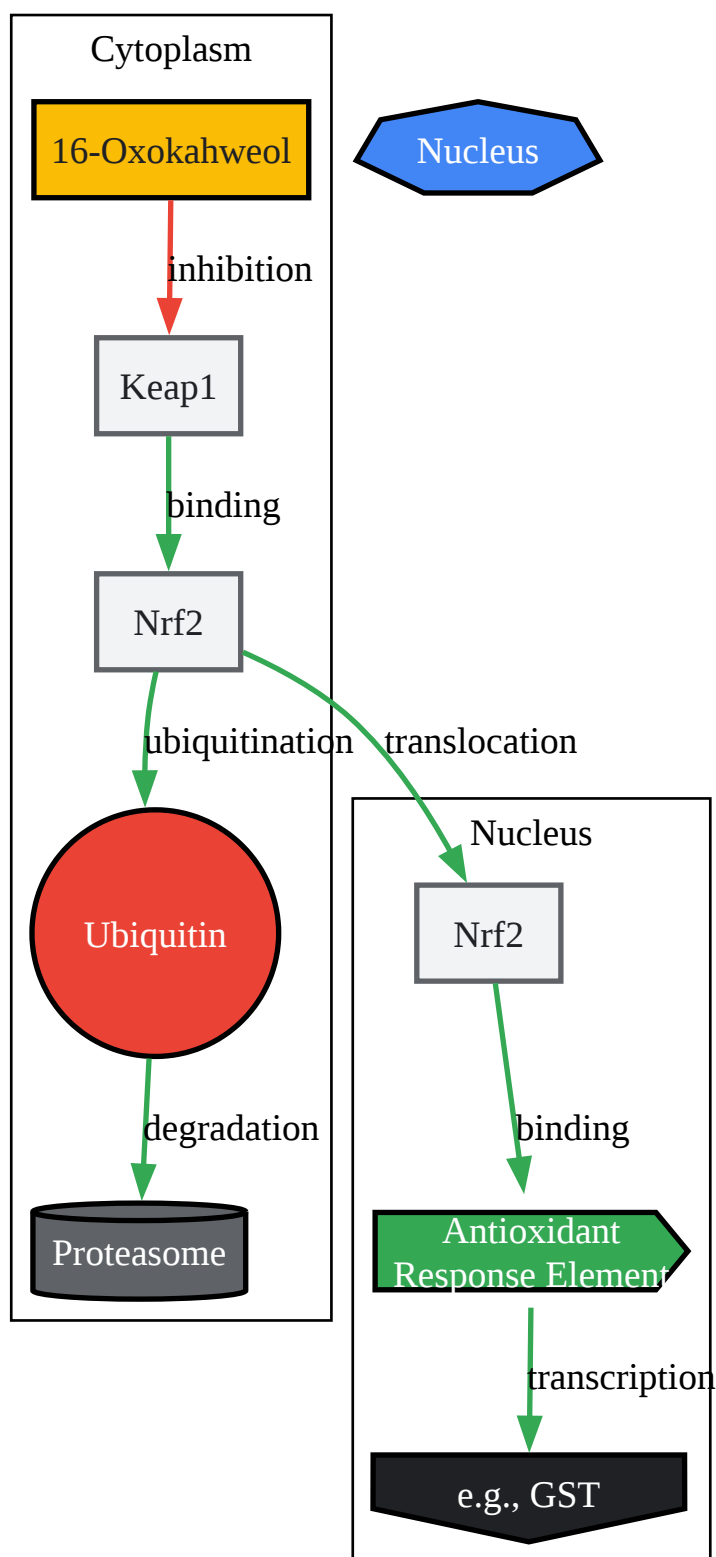 Cytoplasm
16-Oxokahweol
Nucleus
inhibition
Keap1
binding
Nrf2
ubiquitination
translocation
Nucleus
Ubiquitin
Nrf2
degradation
binding
Proteasome
Antioxidant
Response Element
transcription
e.g., GST